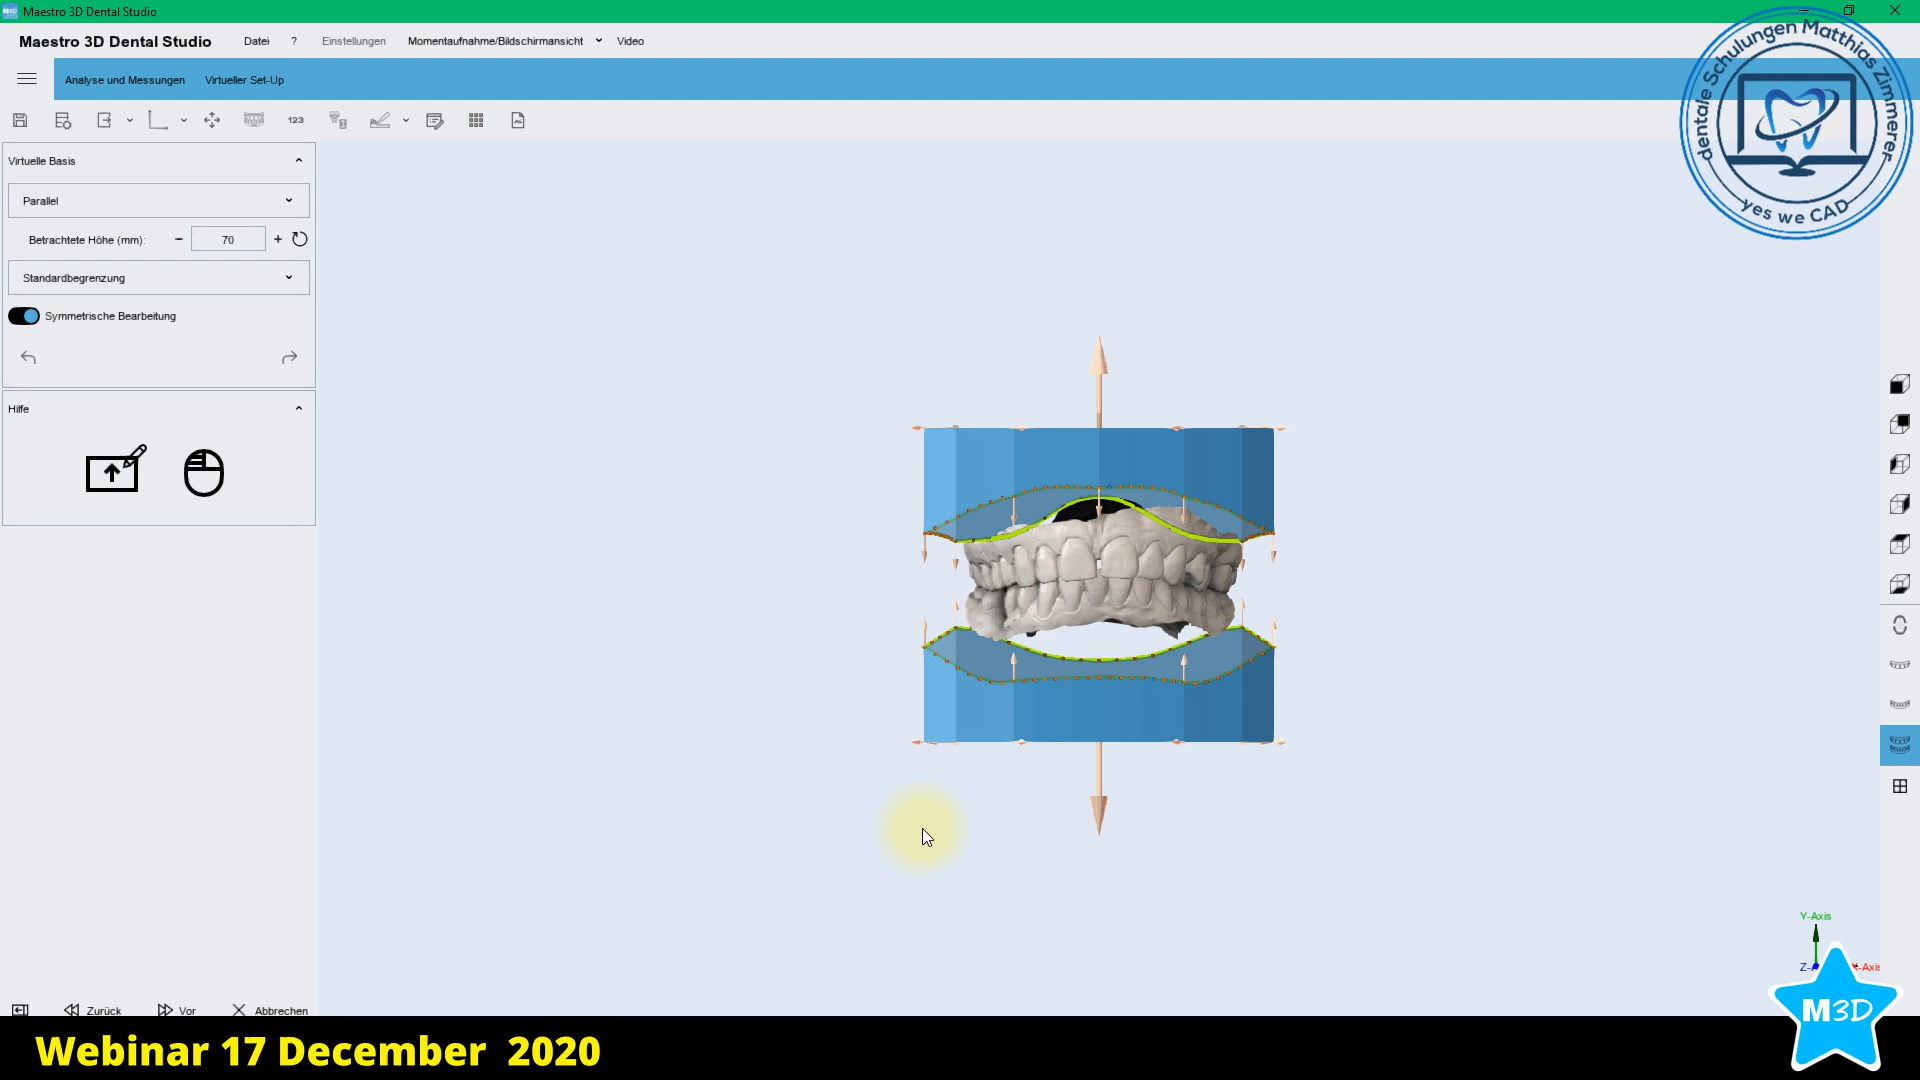 Maestro 3D Dental Studio
Maestro 3D Dental Studio
Datei
?
Einstellungen
Momentaufnahme/Bildschirmansicht
Video
Analyse und Messungen
Virtueller Set-Up
123
dentale Schulungen Matthias Zimmerer
yes we CAD
Virtuelle Basis
Parallel
Betrachtete Höhe (mm):
-
70
+
Standardbegrenzung
Symmetrische Bearbeitung
Hilfe
Y-Axis
Zurück
Vor
Abbrechen
M3D
Webinar 17 December 2020